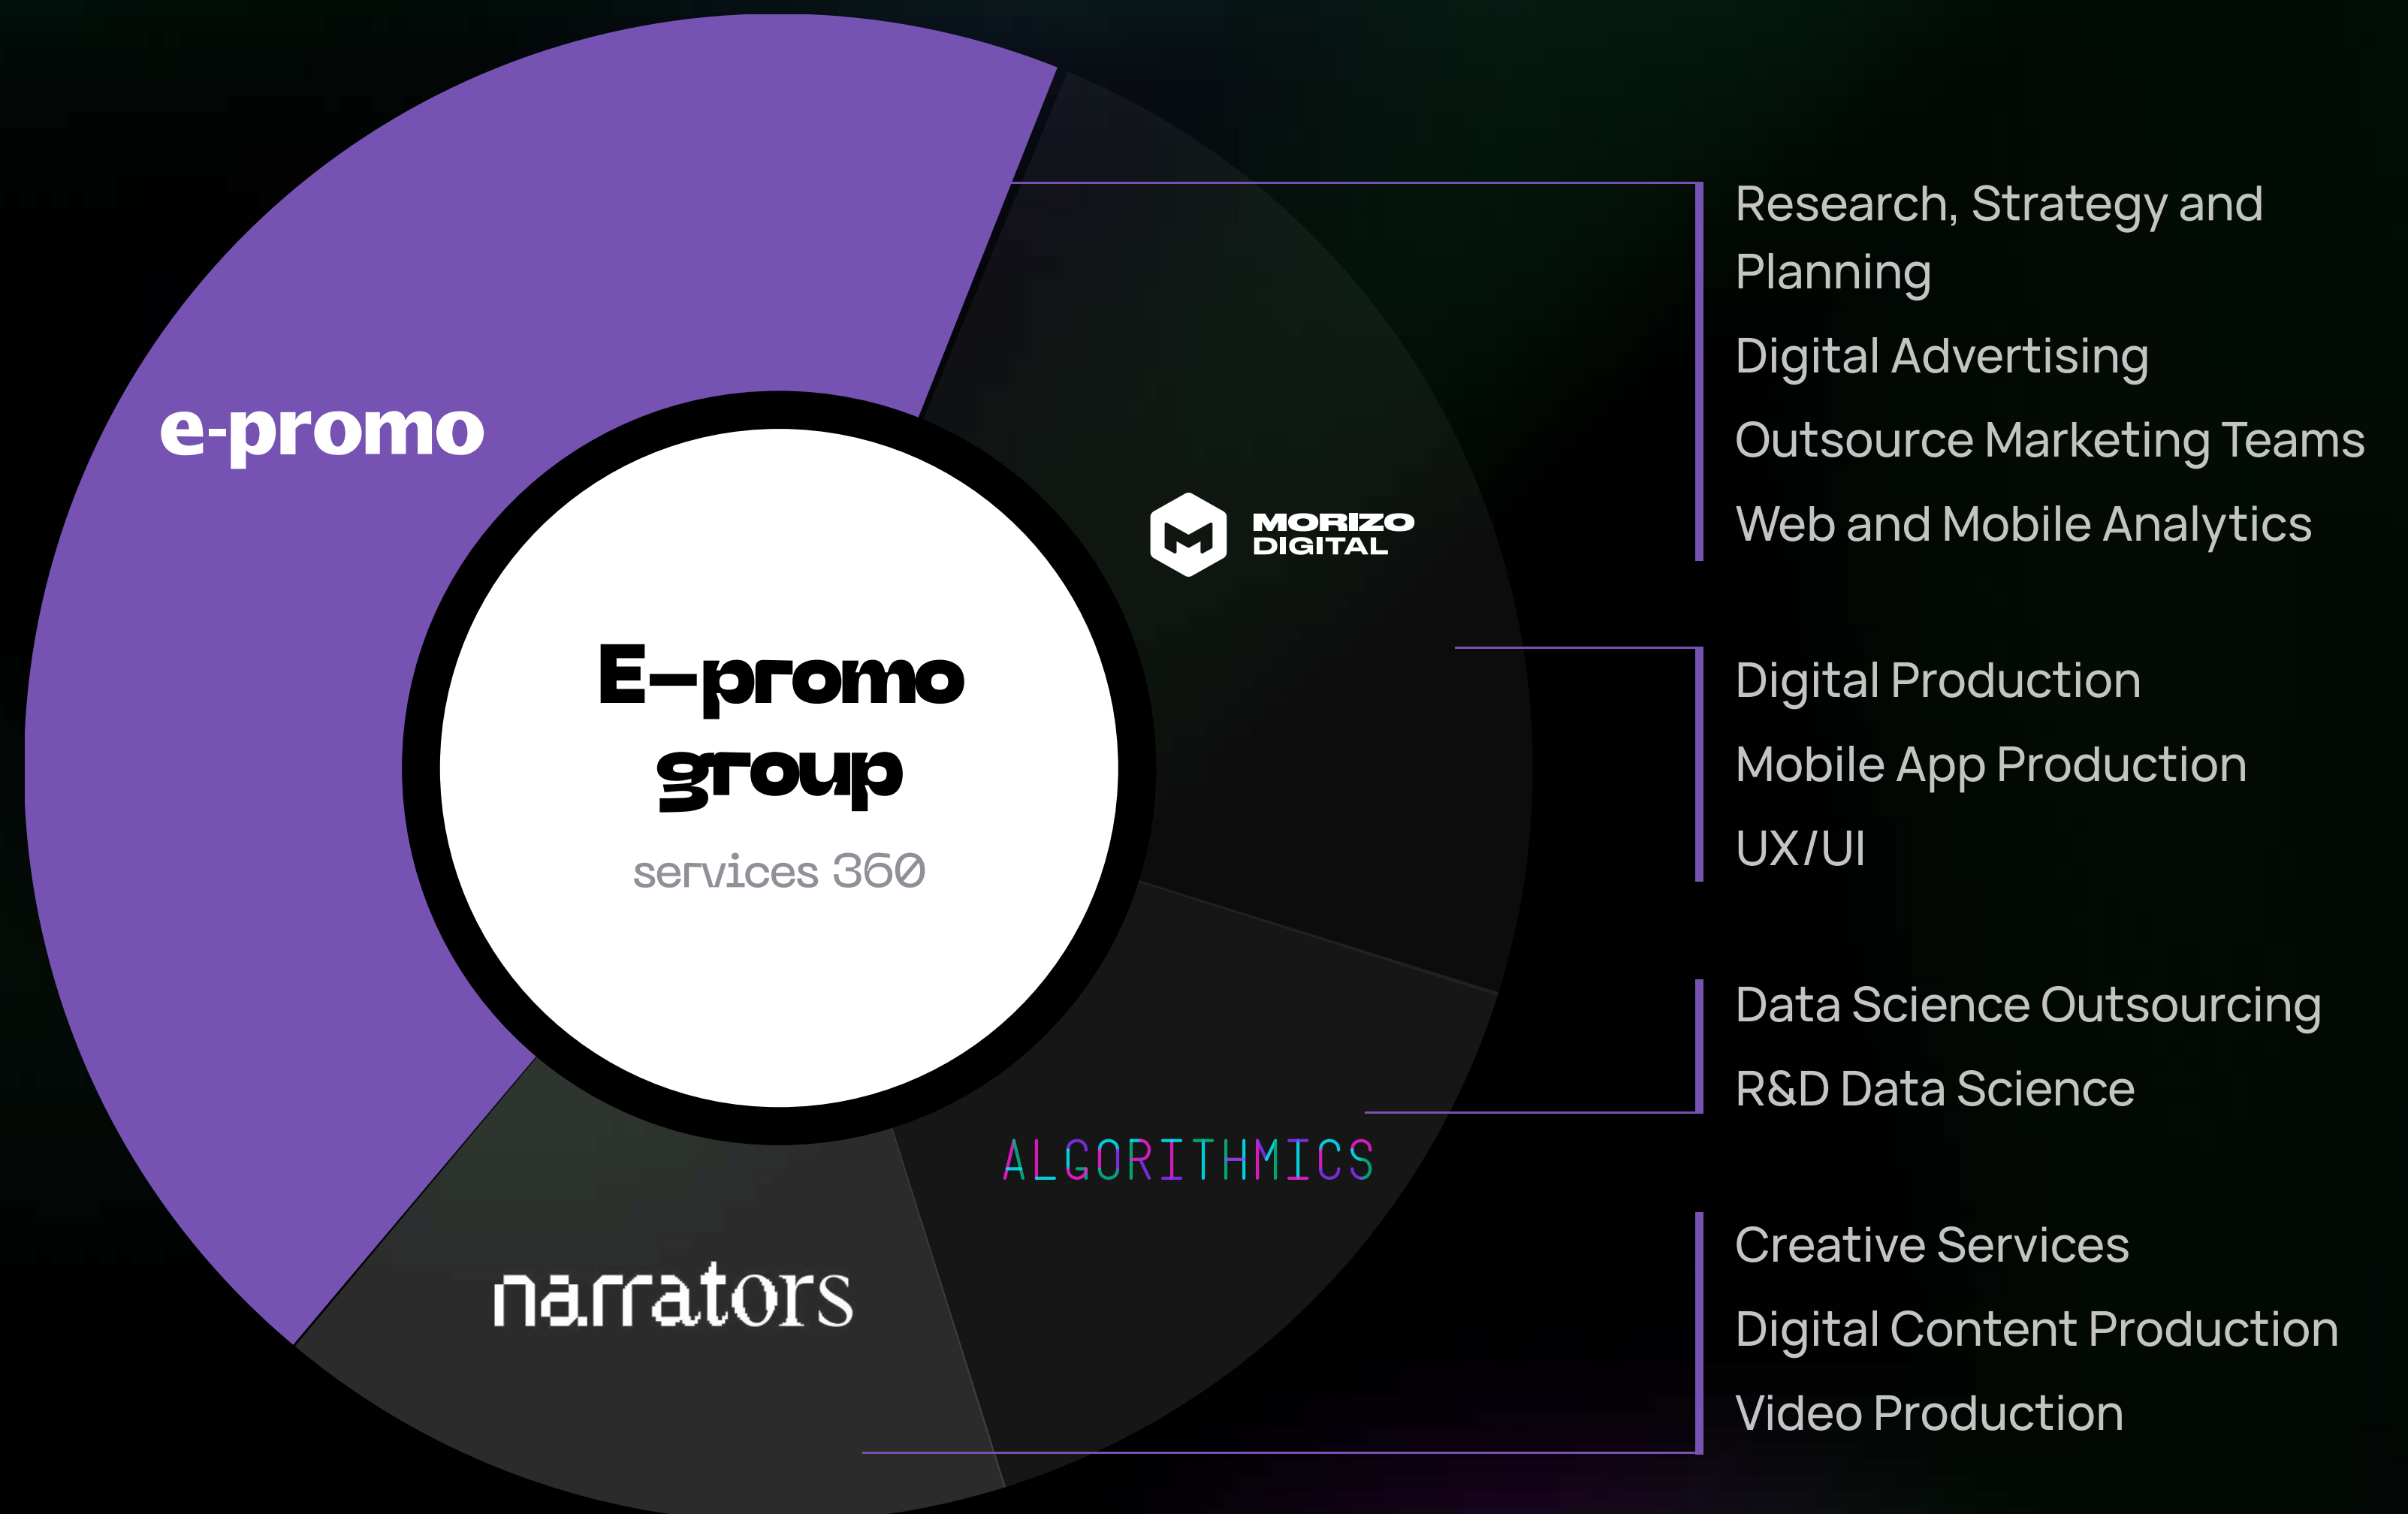 e-promo
E-promo
group
services 360
MORIZO
DIGITAL
ALGORITHMICS
narrators
Research, Strategy and
Planning
Digital Advertising
Outsource Marketing Teams
Web and Mobile Analytics
Digital Production
Mobile App Production
UX/UI
Data Science Outsourcing
R&D Data Science
Creative Services
Digital Content Production
Video Production